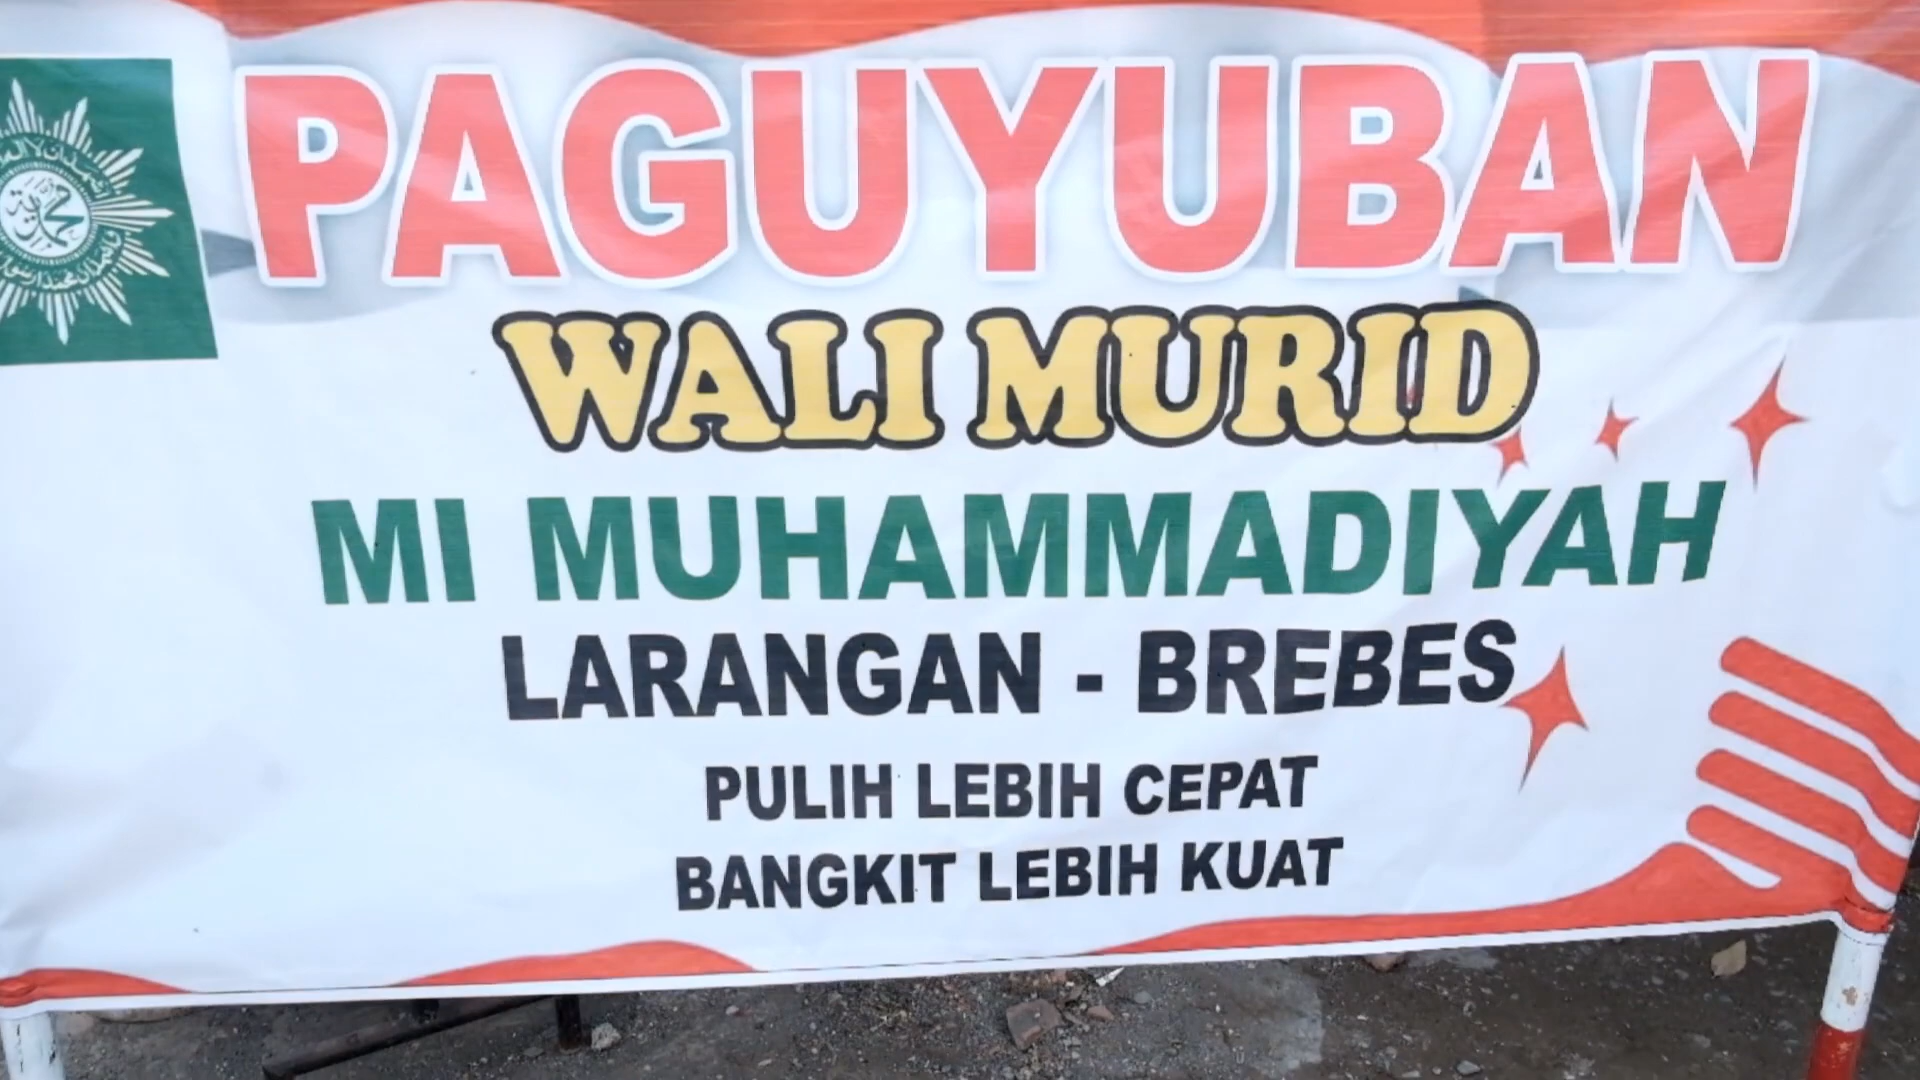 PAGUYUBAN
WALI MURID
MI MUHAMMADIYAH
LARANGAN - BREBES
PULIH LEBIH CEPAT
BANGKIT LEBIH KUAT